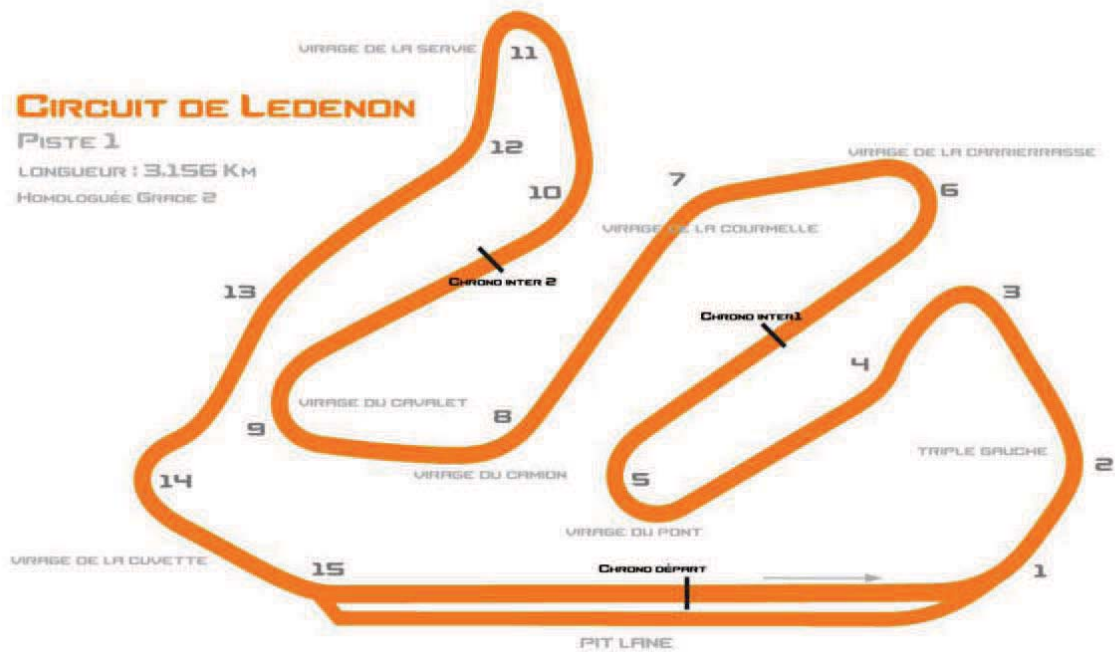 VIRAGE DE LA SERVIE
11
CIRCUIT DE LEDENON
PISTE 1
LONGUEUR : 3.156 KM
HOMOLOGUÉE GRADE 2
12
10
7
VIRAGE DE LA CARRIERRASSE
6
VIRAGE DE LA COURMELLE
CHRONO INTER 2
13
CHRONO INTER1
3
4
VIRAGE DU CAVALET
9
8
VIRAGE DU CAMION
TRIPLE GAUCHE
2
14
5
VIRAGE DU PONT
VIRAGE DE LA CUVETTE
15
CHRONO DÉPART
1
PIT LANE